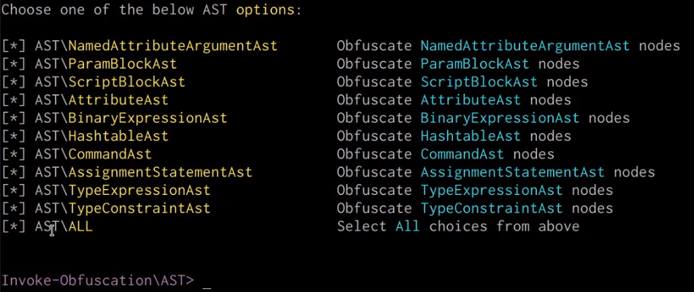 Choose one of the below AST options:
[*] AST\NamedAttributeArgumentAst Obfuscate NamedAttributeArgumentAst nodes
[*] AST\ParamBlockAst Obfuscate ParamBlockAst nodes
[*] AST\ScriptBlockAst Obfuscate ScriptBlockAst nodes
[*] AST\AttributeAst Obfuscate AttributeAst nodes
[*] AST\BinaryExpressionAst Obfuscate BinaryExpressionAst nodes
[*] AST\HashtableAst Obfuscate HashtableAst nodes
[*] AST\CommandAst Obfuscate CommandAst nodes
[*] AST\AssignmentStatementAst Obfuscate AssignmentStatementAst nodes
[*] AST\TypeExpressionAst Obfuscate TypeExpressionAst nodes
[*] AST\TypeConstraintAst Obfuscate TypeConstraintAst nodes
[*] AST\ALL Select All choices from above
Invoke-Obfuscation\AST> _